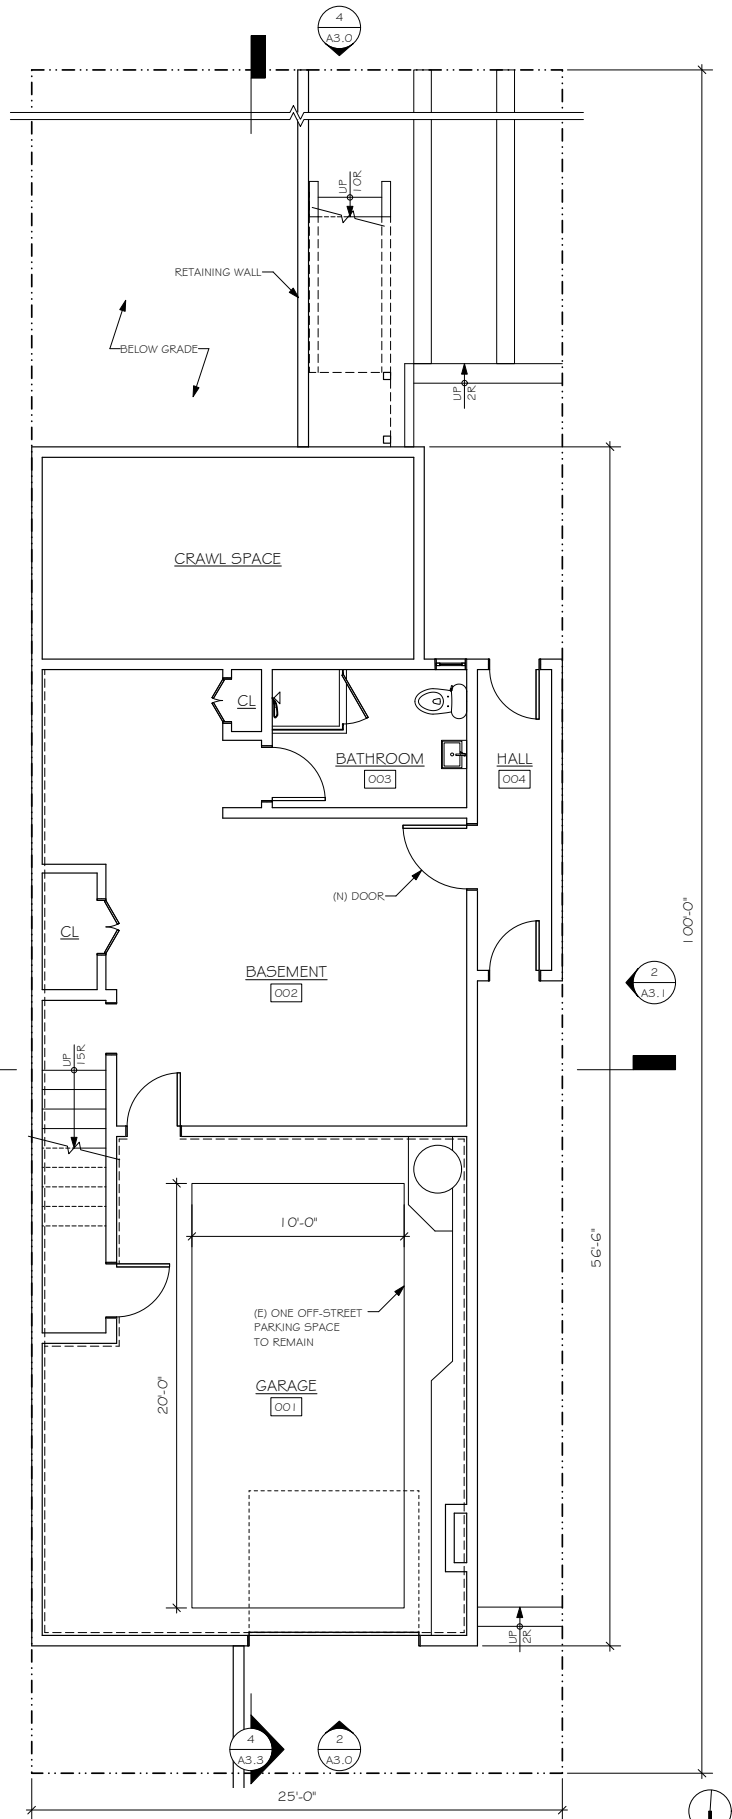 4
A3.0
UP
10R
RETAINING WALL
BELOW GRADE
UP
2R
CRAWL SPACE
CL
BATHROOM
003
HALL
004
(N) DOOR
100'-0"
CL
BASEMENT
002
2
A3.1
UP
15R
10'-0"
56'-6"
(E) ONE OFF-STREET
PARKING SPACE
TO REMAIN
GARAGE
001
20'-0"
UP
2R
4
A3.3
2
A3.0
25'-0"